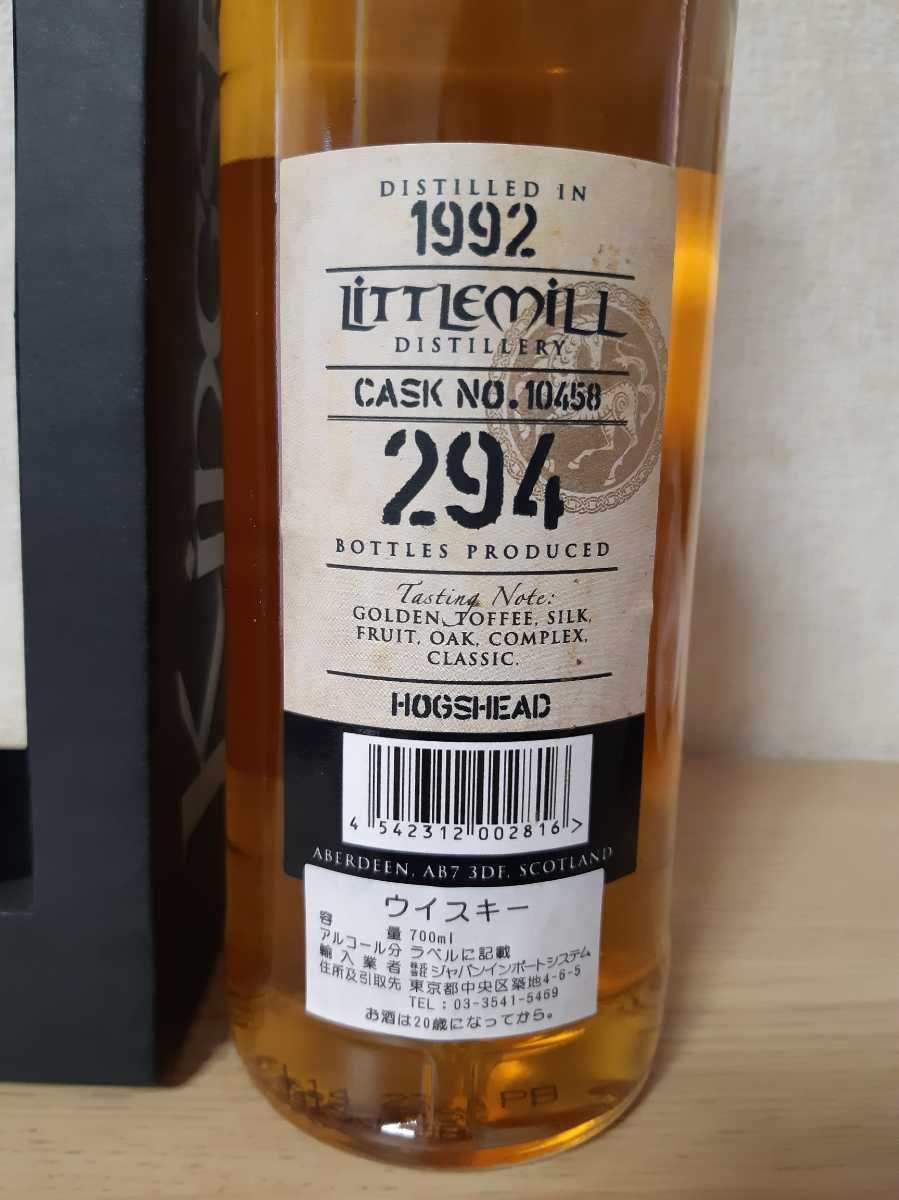 DISTILLED IN
1992
LITTLEMILL
DISTILLERY
CASK NO. 10458
294
BOTTLES PRODUCED
Tasting Note:
GOLDEN, TOFFEE, SILK,
FRUIT, OAK, COMPLEX,
CLASSIC.
HOGSHEAD
4 542312 002816 >
ABERDEEN, AB7 3DF, SCOTLAND
ウイスキー
容 量 700ml
アルコール分 ラベルに記載
輸入業者 株式会社ジャパンインポートシステム
住所及引取先 東京都中央区築地4-6-5
TEL : 03-3541-5469
お酒は20歳になってから。